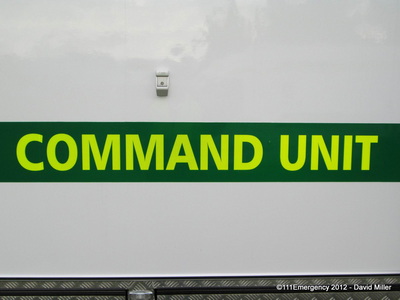 COMMAND UNIT
©111Emergency 2012 - David Miller